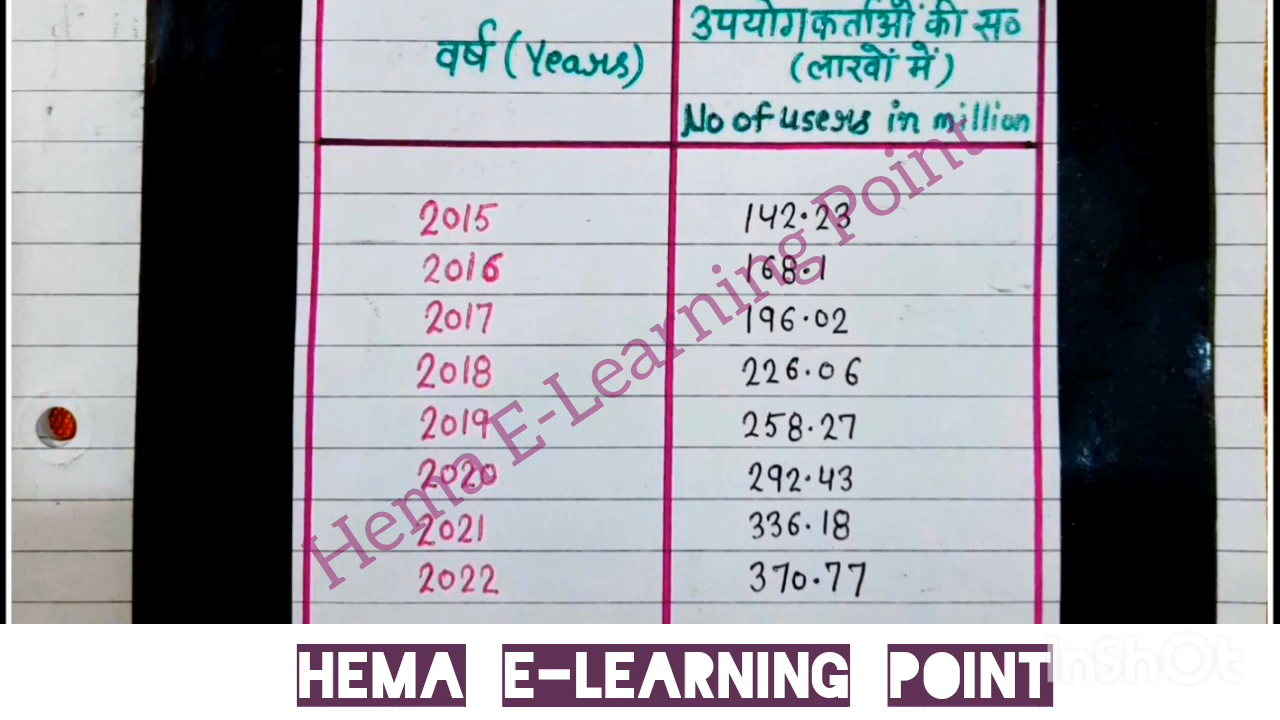 उपयोगकर्ताओं की स०
वर्ष (Years)
(लाखों में)
No of users in million
2015 142.23
2016 168.1
2017 196.02
2018 226.06
2019 258.27
2020 292.43
2021 336.18
2022 370.77
Hema E-Learning Point
HEMA E-LEARNING POINT
InShOt